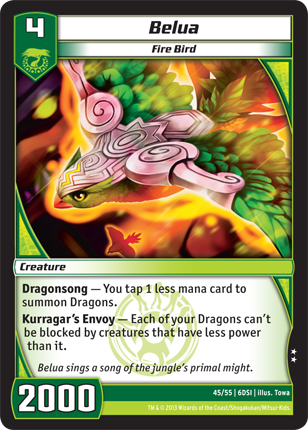 4
Belua
Fire Bird
Creature
Dragonsong — You tap 1 less mana card to
summon Dragons.
Kurragar's Envoy — Each of your Dragons can't
be blocked by creatures that have less power
than it.
Belua sings a song of the jungle's primal might.
2000
45/55 | 6DSI | illus. Towa
TM & © 2013 Wizards of the Coast/Shogakukan/Mitsui-Kids